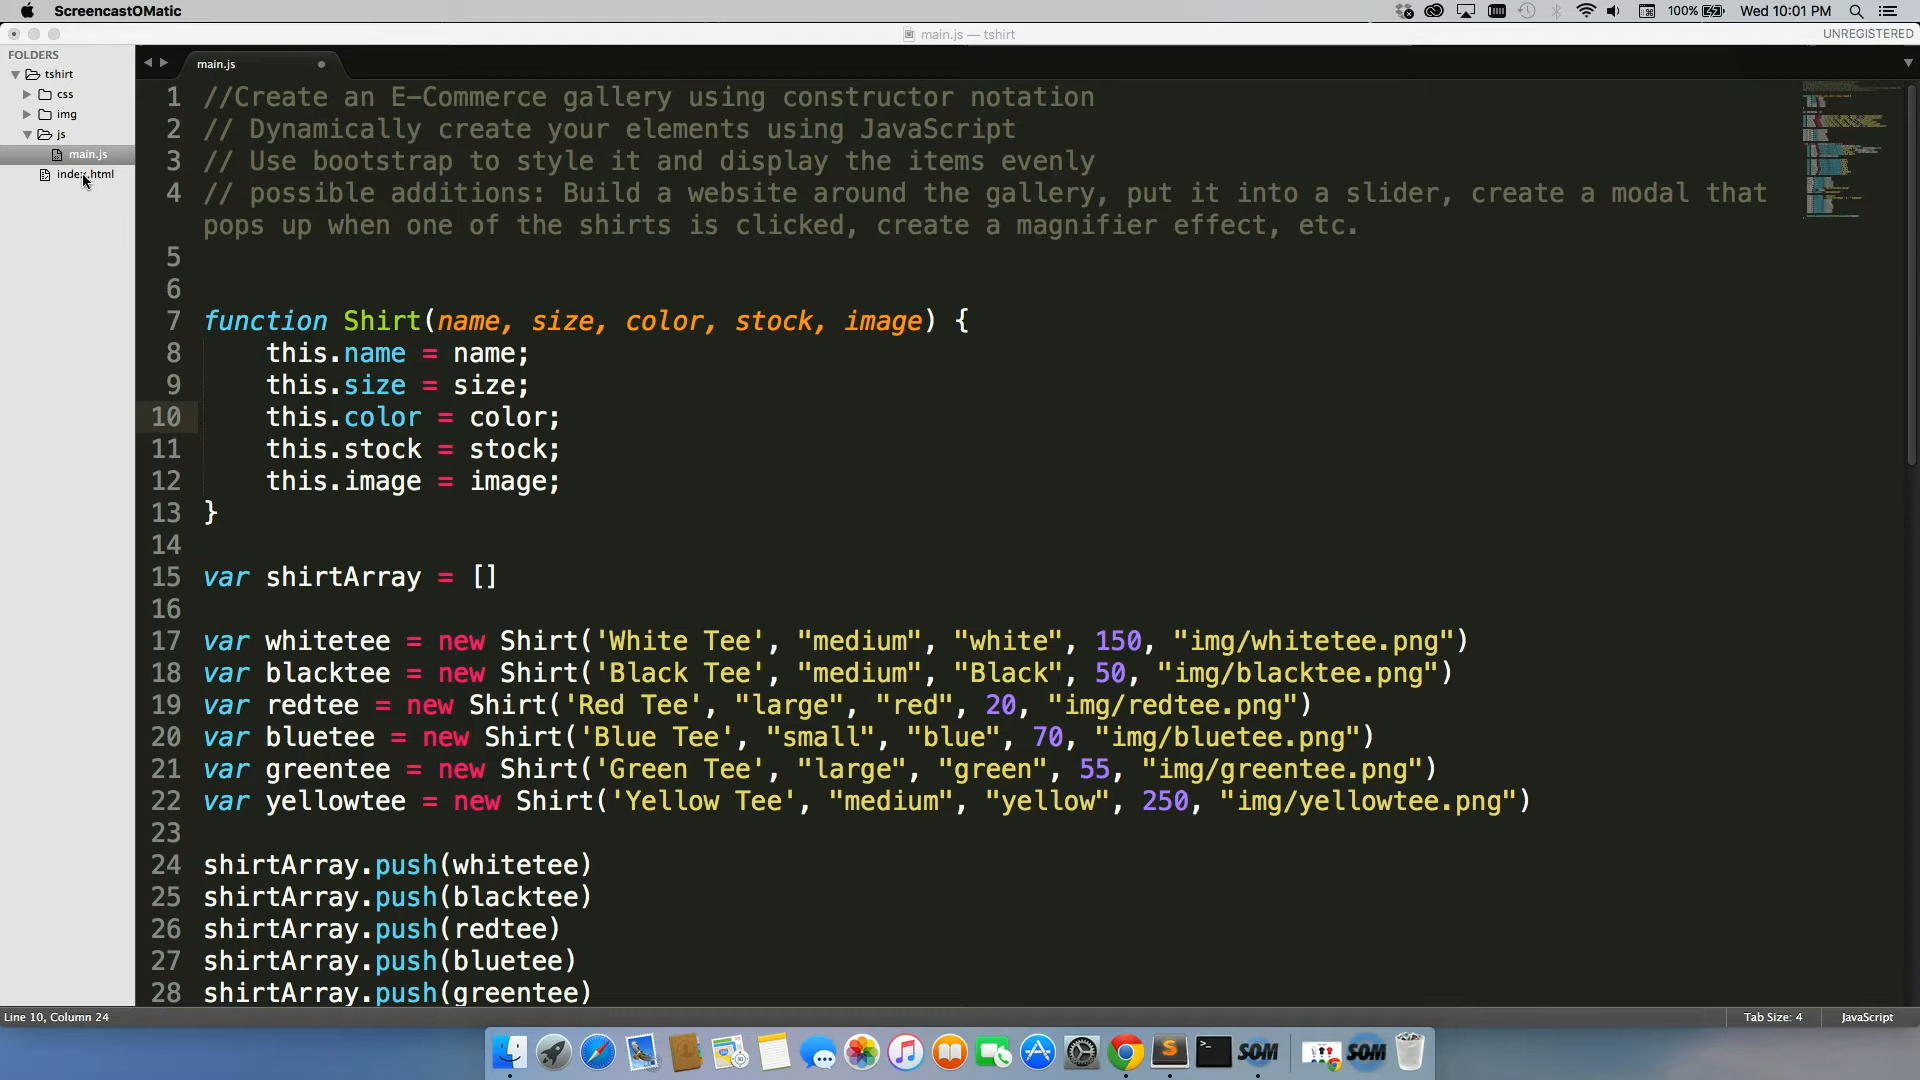 ScreencastOMatic
100%
Wed 10:01 PM
main.js — tshirt
UNREGISTERED
FOLDERS
tshirt
css
img
js
main.js
index.html
main.js
1 //Create an E-Commerce gallery using constructor notation
2 // Dynamically create your elements using JavaScript
3 // Use bootstrap to style it and display the items evenly
4 // possible additions: Build a website around the gallery, put it into a slider, create a modal that
pops up when one of the shirts is clicked, create a magnifier effect, etc.
5
6
7 function Shirt(name, size, color, stock, image) {
8 this.name = name;
9 this.size = size;
10 this.color = color;
11 this.stock = stock;
12 this.image = image;
13 }
14
15 var shirtArray = []
16
17 var whitetee = new Shirt('White Tee', "medium", "white", 150, "img/whitetee.png")
18 var blacktee = new Shirt('Black Tee', "medium", "Black", 50, "img/blacktee.png")
19 var redtee = new Shirt('Red Tee', "large", "red", 20, "img/redtee.png")
20 var bluetee = new Shirt('Blue Tee', "small", "blue", 70, "img/bluetee.png")
21 var greentee = new Shirt('Green Tee', "large", "green", 55, "img/greentee.png")
22 var yellowtee = new Shirt('Yellow Tee', "medium", "yellow", 250, "img/yellowtee.png")
23
24 shirtArray.push(whitetee)
25 shirtArray.push(blacktee)
26 shirtArray.push(redtee)
27 shirtArray.push(bluetee)
28 shirtArray.push(greentee)
Line 10, Column 24
Tab Size: 4
JavaScript
SOM
SOM